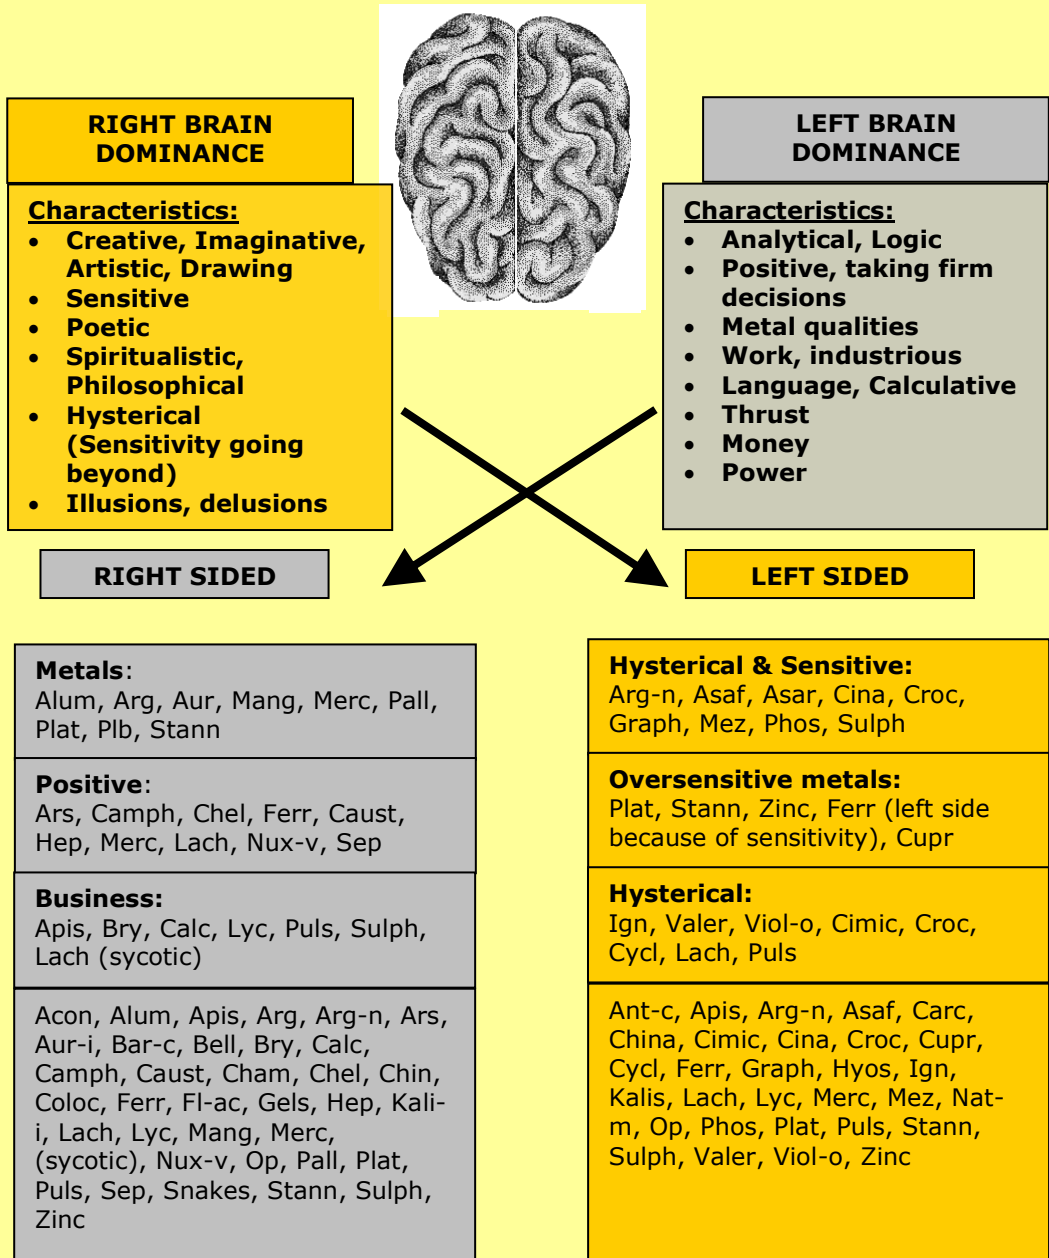 RIGHT BRAIN
DOMINANCE
Characteristics:
• Creative, Imaginative,
Artistic, Drawing
• Sensitive
• Poetic
• Spiritualistic,
Philosophical
• Hysterical
(Sensitivity going
beyond)
• Illusions, delusions
LEFT BRAIN
DOMINANCE
Characteristics:
• Analytical, Logic
• Positive, taking firm
decisions
• Metal qualities
• Work, industrious
• Language, Calculative
• Thrust
• Money
• Power
RIGHT SIDED
Metals:
Alum, Arg, Aur, Mang, Merc, Pall,
Plat, Plb, Stann
Positive:
Ars, Camph, Chel, Ferr, Caust,
Hep, Merc, Lach, Nux-v, Sep
Business:
Apis, Bry, Calc, Lyc, Puls, Sulph,
Lach (sycotic)
Acon, Alum, Apis, Arg, Arg-n, Ars,
Aur-i, Bar-c, Bell, Bry, Calc,
Camph, Caust, Cham, Chel, Chin,
Coloc, Ferr, Fl-ac, Gels, Hep, Kali-
i, Lach, Lyc, Mang, Merc,
(sycotic), Nux-v, Op, Pall, Plat,
Puls, Sep, Snakes, Stann, Sulph,
Zinc
LEFT SIDED
Hysterical & Sensitive:
Arg-n, Asaf, Asar, Cina, Croc,
Graph, Mez, Phos, Sulph
Oversensitive metals:
Plat, Stann, Zinc, Ferr (left side
because of sensitivity), Cupr
Hysterical:
Ign, Valer, Viol-o, Cimic, Croc,
Cycl, Lach, Puls
Ant-c, Apis, Arg-n, Asaf, Carc,
China, Cimic, Cina, Croc, Cupr,
Cycl, Ferr, Graph, Hyos, Ign,
Kalis, Lach, Lyc, Merc, Mez, Nat-
m, Op, Phos, Plat, Puls, Stann,
Sulph, Valer, Viol-o, Zinc